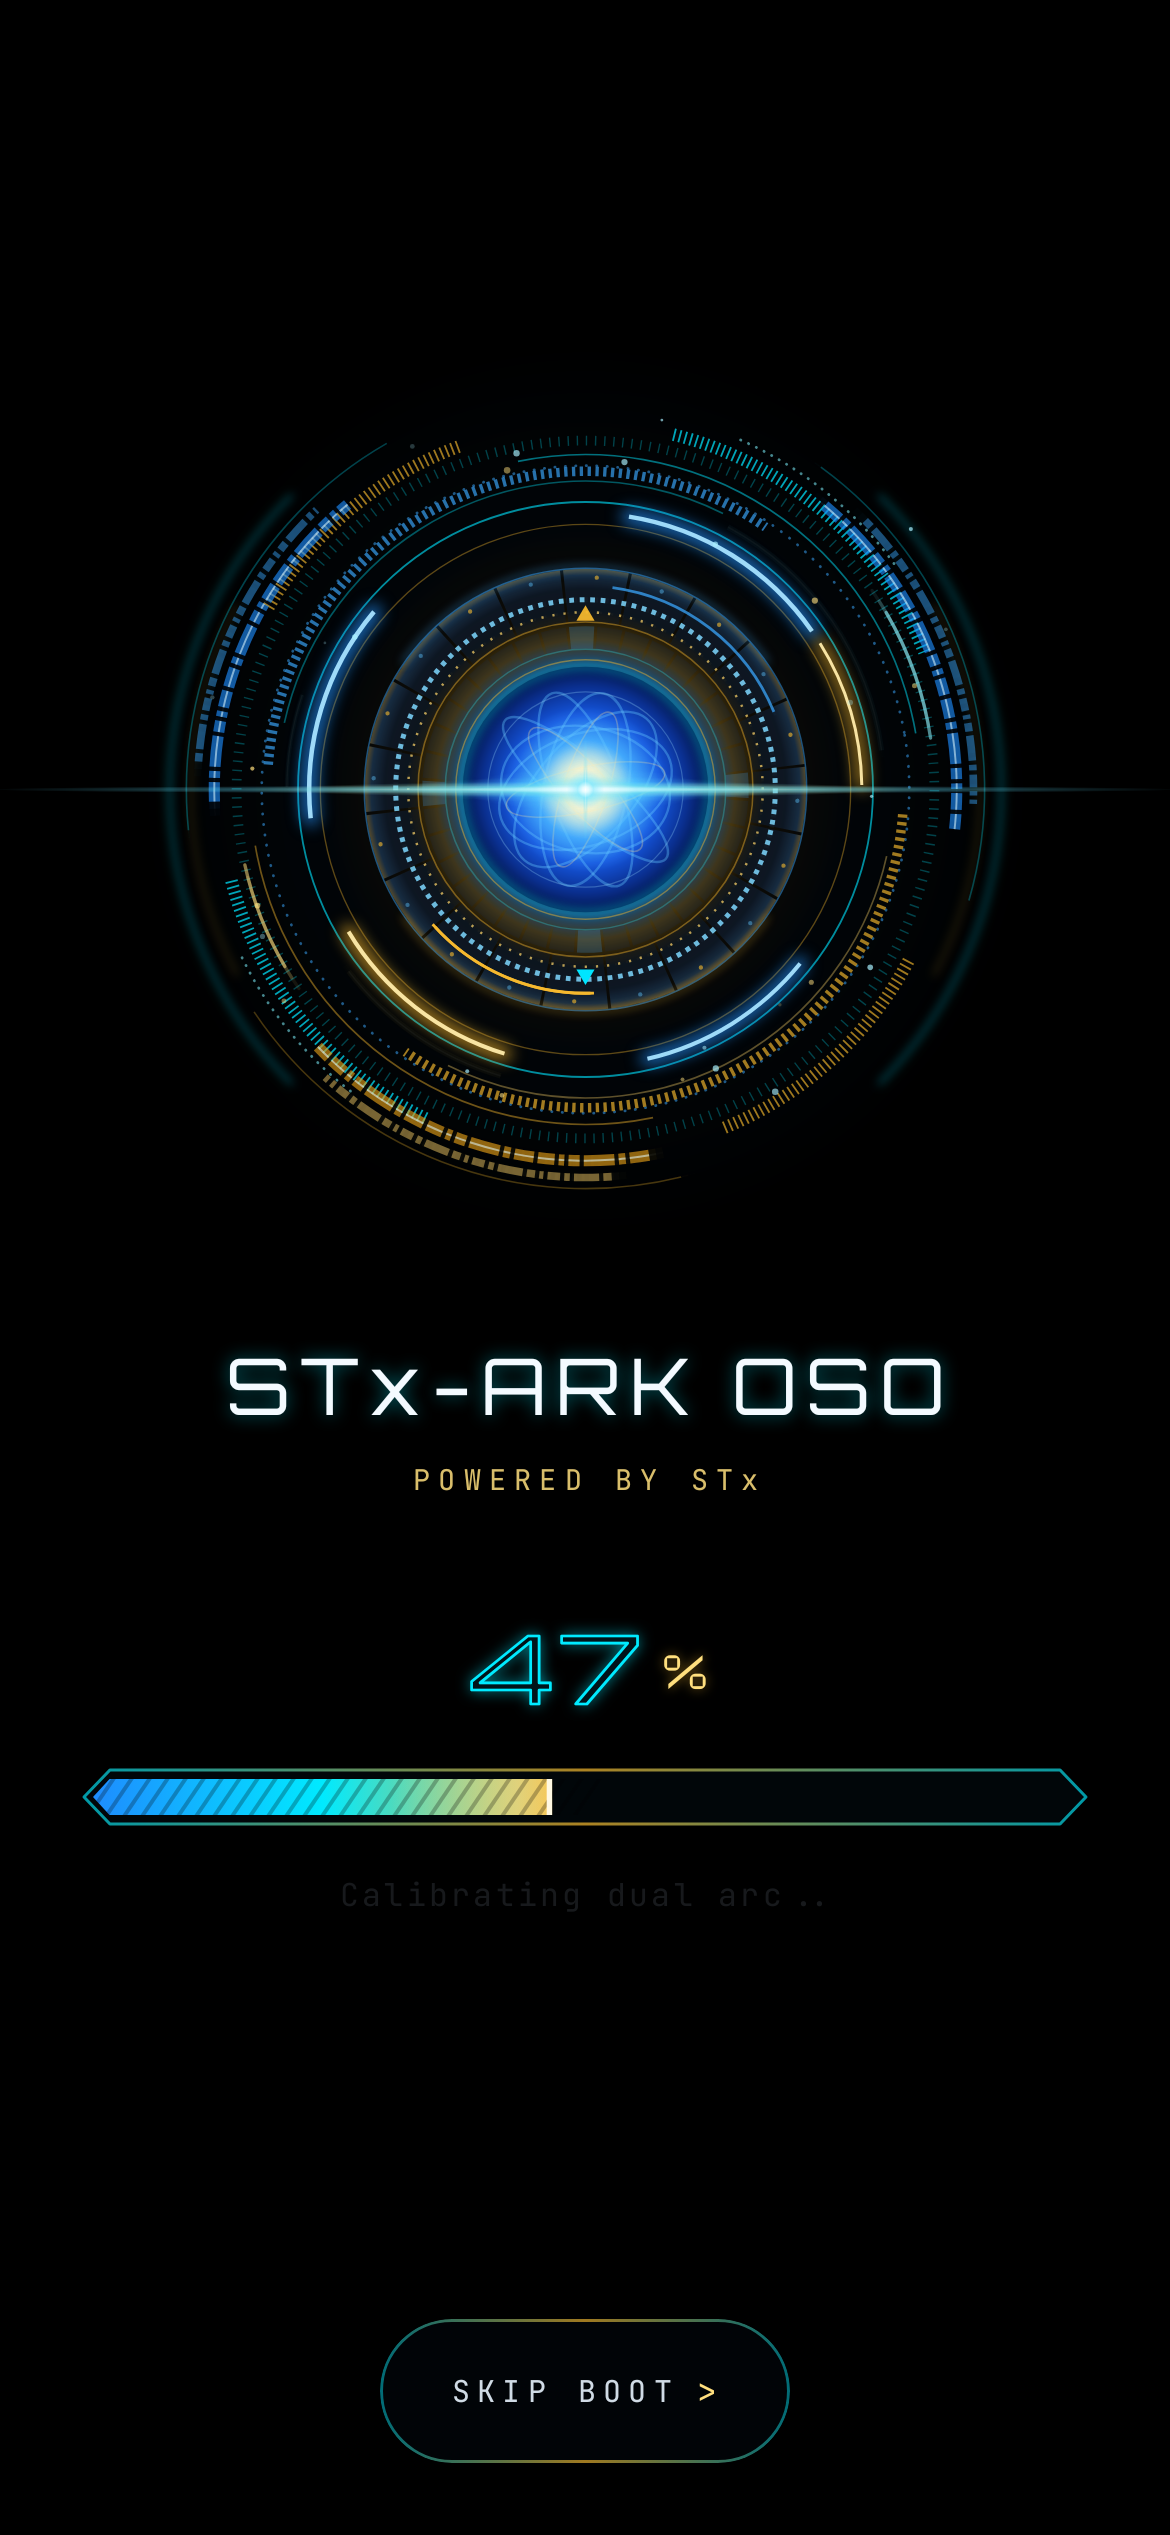 STx-ARK OSO
POWERED BY STx
47 %
Calibrating dual arc ..
SKIP BOOT >